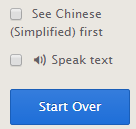 See Chinese
(Simplified) first
Speak text
Start Over